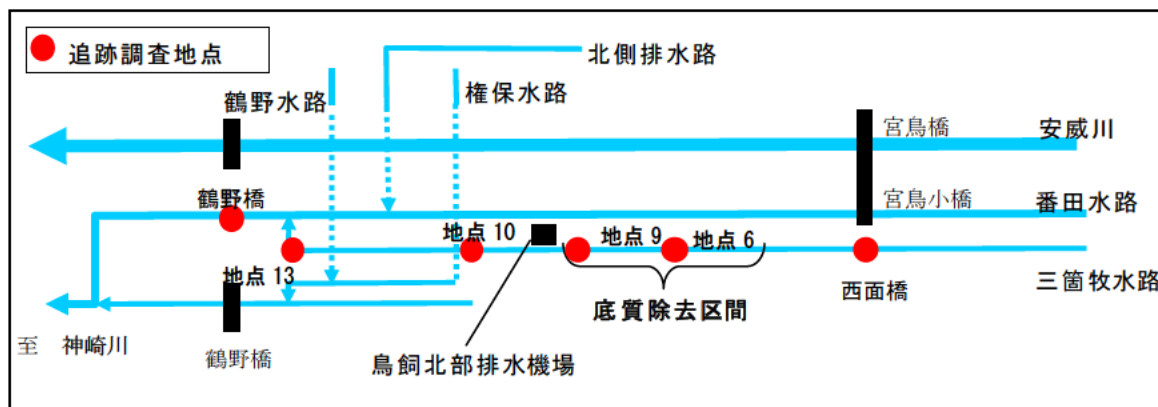 追跡調査地点
北側排水路
鶴野水路
権保水路
宮鳥橋
安威川
鶴野橋
宮鳥小橋
番田水路
地点 10
地点 9
地点 6
地点 13
西面橋
三箇牧水路
底質除去区間
至 神崎川
鶴野橋
鳥飼北部排水機場